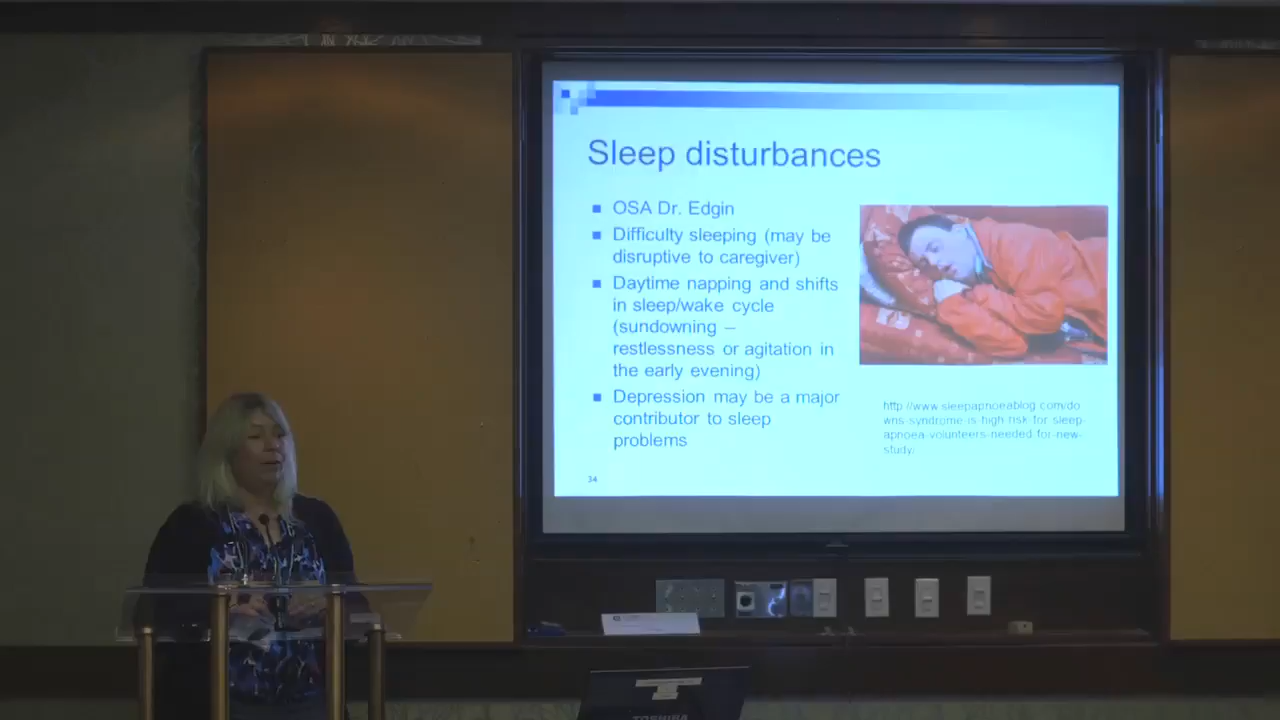 Sleep disturbances
OSA Dr. Edgin
Difficulty sleeping (may be
disruptive to caregiver)
Daytime napping and shifts
in sleep/wake cycle
(sundowning –
restlessness or agitation in
the early evening)
Depression may be a major
contributor to sleep
problems
http://www.sleepapnoeablog.com/do
wns-syndrome-is-high-risk-for-sleep-
apnoea-volunteers-needed-for-new-
study/
34
TOSHIBA